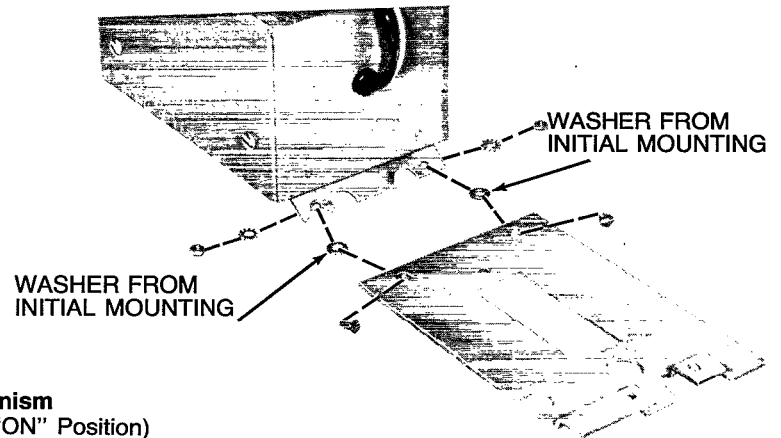 WASHER FROM
INITIAL MOUNTING
WASHER FROM
INITIAL MOUNTING
nism
ON" Position)